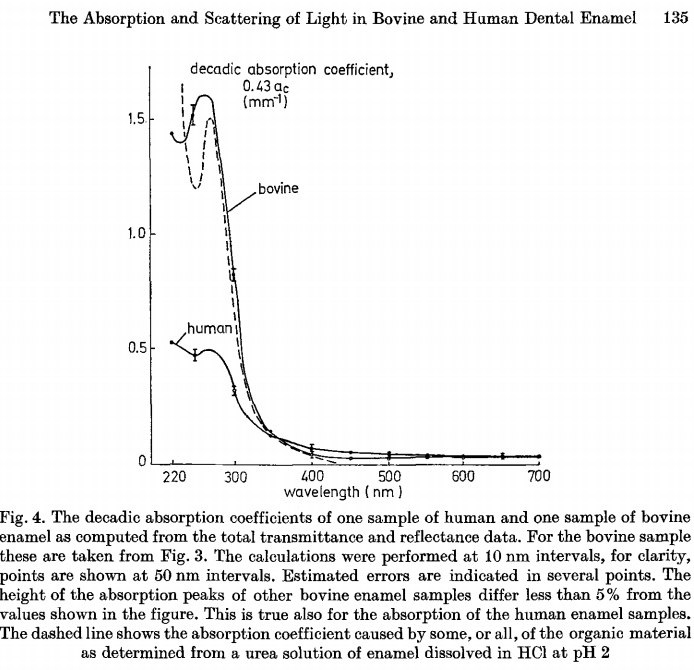 The Absorption and Scattering of Light in Bovine and Human Dental Enamel 135
decadic absorption coefficient,
0.43 ac
(mm-1)
1.5
bovine
1.0
human
0.5
0
220 300 400 500 600 700
wavelength (nm)
Fig. 4. The decadic absorption coefficients of one sample of human and one sample of bovine
enamel as computed from the total transmittance and reflectance data. For the bovine sample
these are taken from Fig. 3. The calculations were performed at 10 nm intervals, for clarity,
points are shown at 50 nm intervals. Estimated errors are indicated in several points. The
height of the absorption peaks of other bovine enamel samples differ less than 5% from the
values shown in the figure. This is true also for the absorption of the human enamel samples.
The dashed line shows the absorption coefficient caused by some, or all, of the organic material
as determined from a urea solution of enamel dissolved in HCl at pH 2